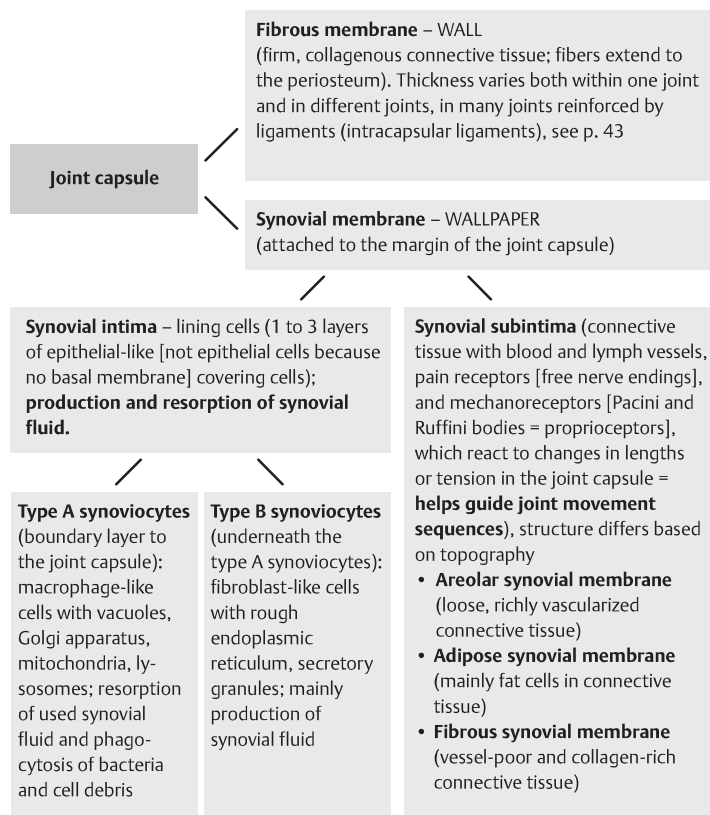 Fibrous membrane – WALL
(firm, collagenous connective tissue; fibers extend to
the periosteum). Thickness varies both within one joint
and in different joints, in many joints reinforced by
ligaments (intracapsular ligaments), see p. 43
Joint capsule
Synovial membrane – WALLPAPER
(attached to the margin of the joint capsule)
Synovial intima – lining cells (1 to 3 layers
of epithelial-like [not epithelial cells because
no basal membrane] covering cells);
production and resorption of synovial
fluid.
Type A synoviocytes
(boundary layer to
the joint capsule):
macrophage-like
cells with vacuoles,
Golgi apparatus,
mitochondria, ly-
sosomes; resorption
of used synovial
fluid and phago-
cytosis of bacteria
and cell debris
Type B synoviocytes
(underneath the
type A synoviocytes):
fibroblast-like cells
with rough
endoplasmic
reticulum, secretory
granules; mainly
production of
synovial fluid
Synovial subintima (connective
tissue with blood and lymph vessels,
pain receptors [free nerve endings],
and mechanoreceptors [Pacini and
Ruffini bodies = proprioceptors],
which react to changes in lengths
or tension in the joint capsule =
helps guide joint movement
sequences), structure differs based
on topography
• Areolar synovial membrane
(loose, richly vascularized
connective tissue)
• Adipose synovial membrane
(mainly fat cells in connective
tissue)
• Fibrous synovial membrane
(vessel-poor and collagen-rich
connective tissue)